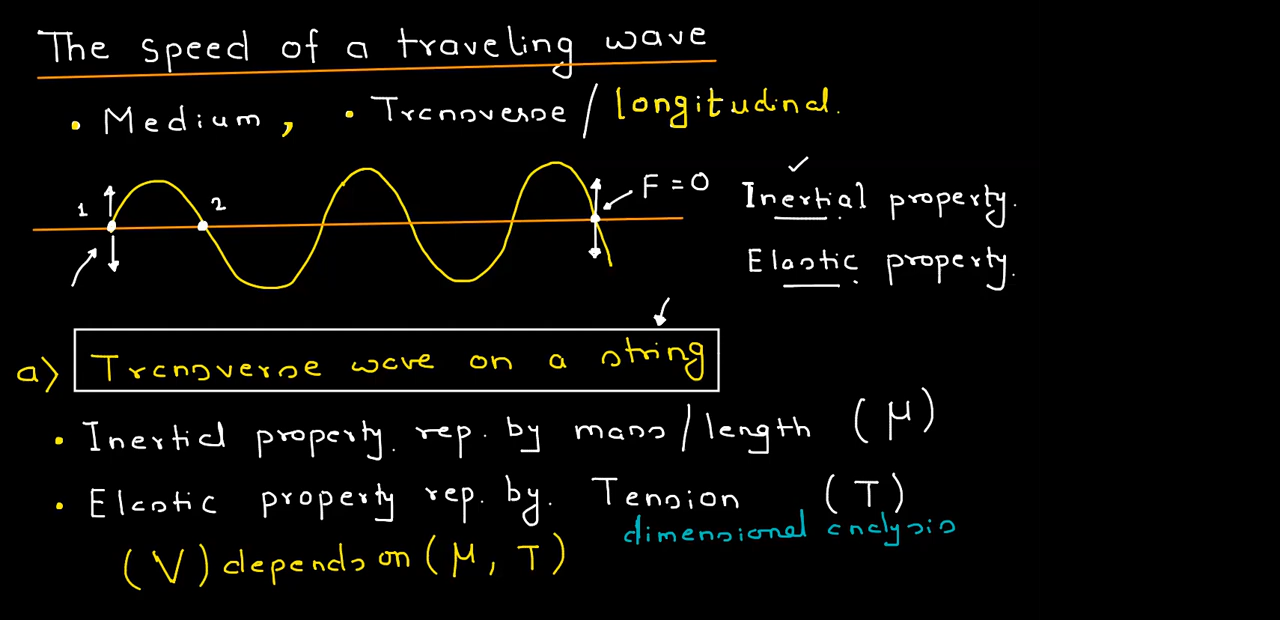 The speed of a traveling wave
• Medium, • Transverse / longitudinal.
1 2 F = 0
Inertial property.
Elastic property.
a) Transverse wave on a string
• Inertial property. rep. by mass/length (μ)
• Elastic property rep. by. Tension (T)
dimensional analysis
(V) depends on (μ, T)